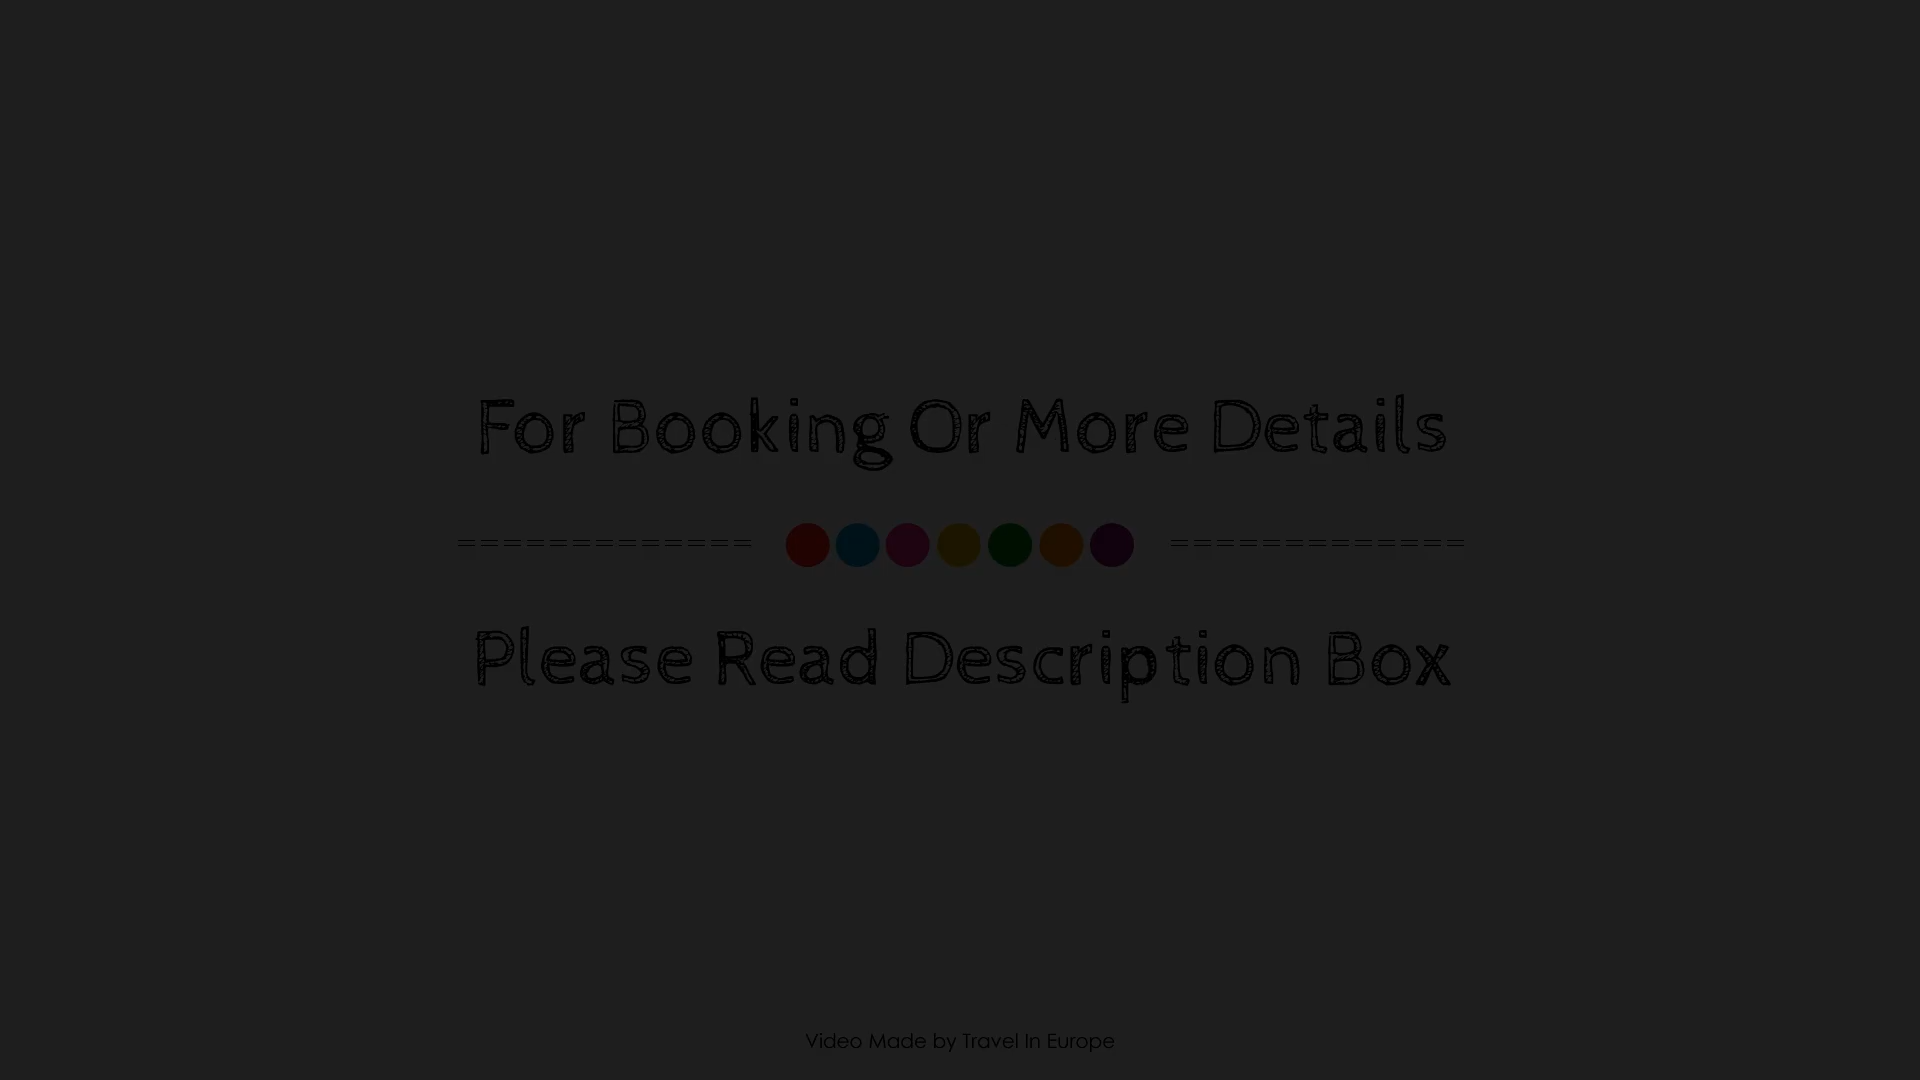 For Booking Or More Details
============= =============
Please Read Description Box
Video Made by Travel In Europe